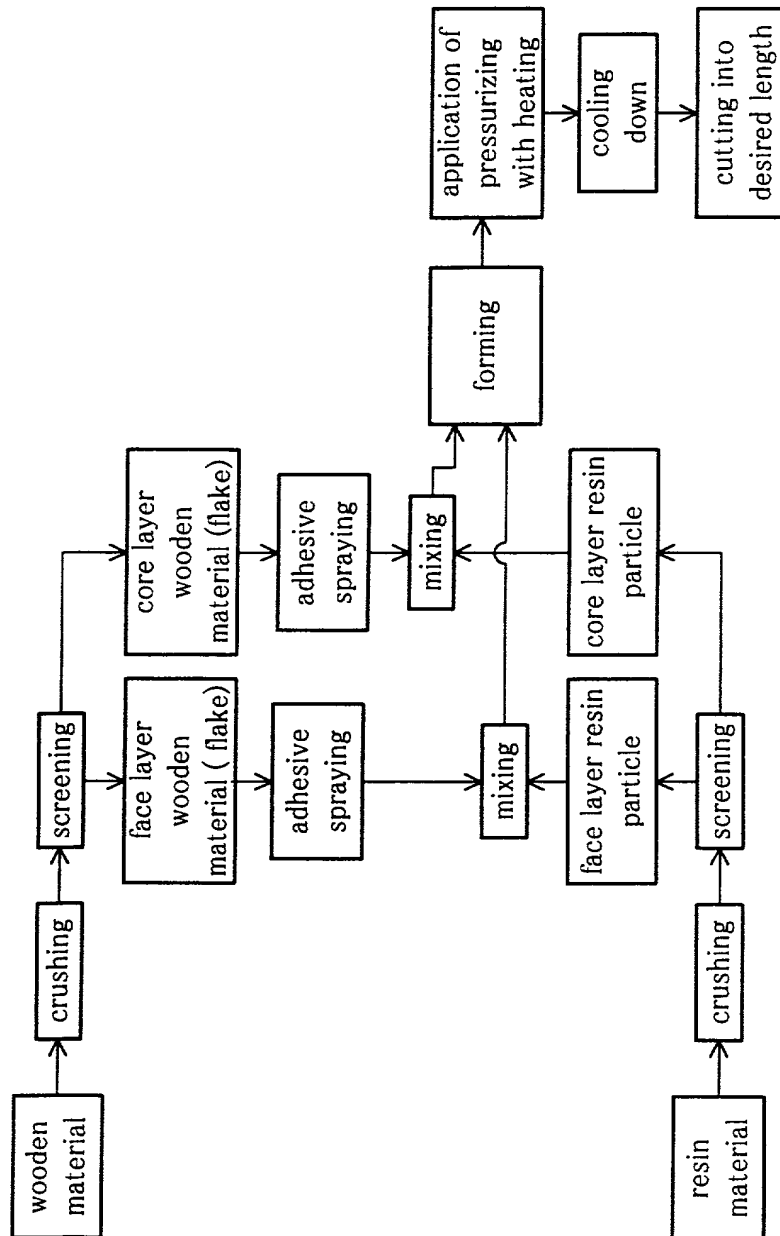 wooden
material
crushing
screening
face layer
wooden
material ( flake)
adhesive
spraying
mixing
core layer
wooden
material (flake)
adhesive
spraying
mixing
resin
material
crushing
screening
face layer resin
particle
core layer resin
particle
forming
application of
pressurizing
with heating
cooling
down
cutting into
desired length